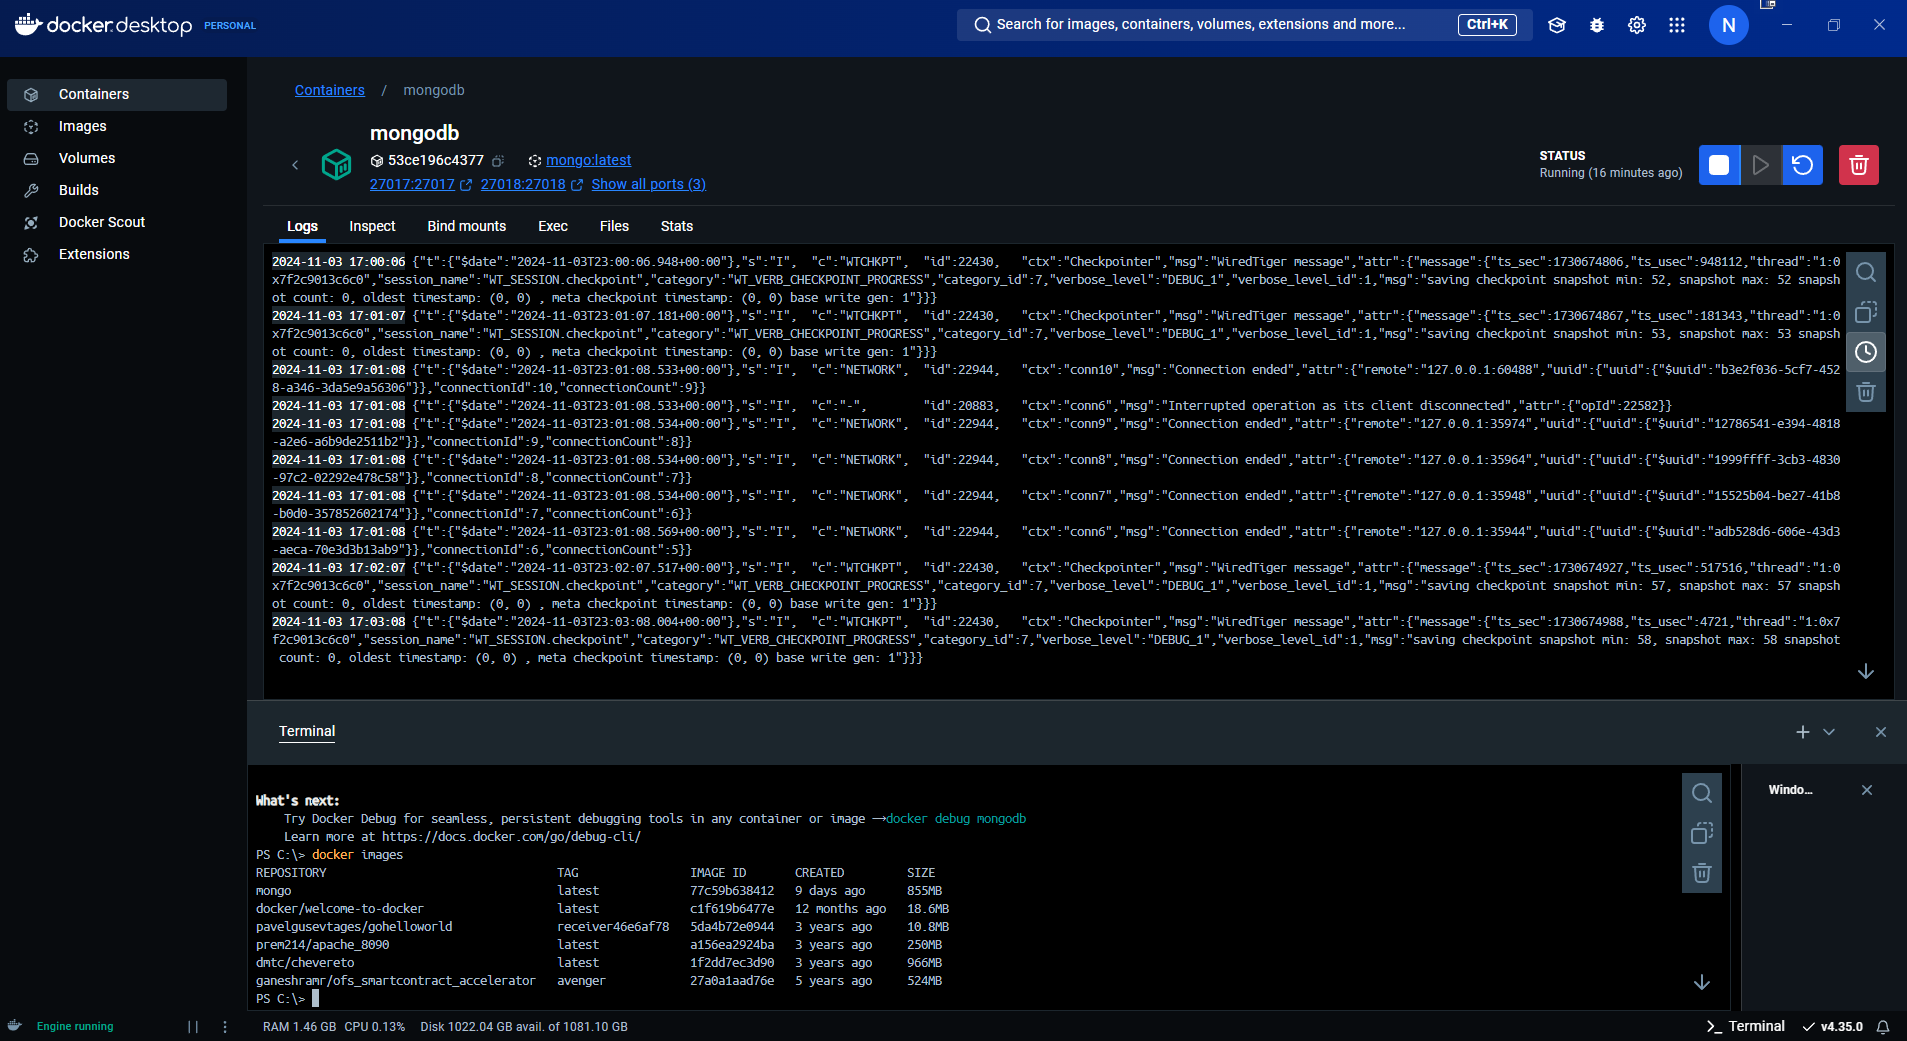 docker.desktop PERSONAL
Search for images, containers, volumes, extensions and more... Ctrl+K
N
Containers
Images
Volumes
Builds
Docker Scout
Extensions
Containers / mongodb
mongodb
53ce196c4377 mongo:latest
27017:27017 27018:27018 Show all ports (3)
STATUS
Running (16 minutes ago)
Logs Inspect Bind mounts Exec Files Stats
2024-11-03 17:00:06 {"t":{"$date":"2024-11-03T23:00:06.948+00:00"},"s":"I", "c":"WTCHKPT", "id":22430, "ctx":"Checkpointer","msg":"WiredTiger message","attr":{"message":{"ts_sec":1730674806,"ts_usec":948112,"thread":"1:0
x7f2c9013c6c0","session_name":"WT_SESSION.checkpoint","category":"WT_VERB_CHECKPOINT_PROGRESS","category_id":7,"verbose_level":"DEBUG_1","verbose_level_id":1,"msg":"saving checkpoint snapshot min: 52, snapshot max: 52 snapsh
ot count: 0, oldest timestamp: (0, 0) , meta checkpoint timestamp: (0, 0) base write gen: 1"}}}
2024-11-03 17:01:07 {"t":{"$date":"2024-11-03T23:01:07.181+00:00"},"s":"I", "c":"WTCHKPT", "id":22430, "ctx":"Checkpointer","msg":"WiredTiger message","attr":{"message":{"ts_sec":1730674867,"ts_usec":181343,"thread":"1:0
x7f2c9013c6c0","session_name":"WT_SESSION.checkpoint","category":"WT_VERB_CHECKPOINT_PROGRESS","category_id":7,"verbose_level":"DEBUG_1","verbose_level_id":1,"msg":"saving checkpoint snapshot min: 53, snapshot max: 53 snapsh
ot count: 0, oldest timestamp: (0, 0) , meta checkpoint timestamp: (0, 0) base write gen: 1"}}}
2024-11-03 17:01:08 {"t":{"$date":"2024-11-03T23:01:08.533+00:00"},"s":"I", "c":"NETWORK", "id":22944, "ctx":"conn10","msg":"Connection ended","attr":{"remote":"127.0.0.1:60488","uuid":{"uuid":{"$uuid":"b3e2f036-5cf7-452
8-a346-3da5e9a56306"}},"connectionId":10,"connectionCount":9}}
2024-11-03 17:01:08 {"t":{"$date":"2024-11-03T23:01:08.533+00:00"},"s":"I", "c":"-", "id":20883, "ctx":"conn6","msg":"Interrupted operation as its client disconnected","attr":{"opId":22582}}
2024-11-03 17:01:08 {"t":{"$date":"2024-11-03T23:01:08.534+00:00"},"s":"I", "c":"NETWORK", "id":22944, "ctx":"conn9","msg":"Connection ended","attr":{"remote":"127.0.0.1:35974","uuid":{"uuid":{"$uuid":"12786541-e394-4818
-a2e6-a6b9de2511b2"}},"connectionId":9,"connectionCount":8}}
2024-11-03 17:01:08 {"t":{"$date":"2024-11-03T23:01:08.534+00:00"},"s":"I", "c":"NETWORK", "id":22944, "ctx":"conn8","msg":"Connection ended","attr":{"remote":"127.0.0.1:35964","uuid":{"uuid":{"$uuid":"1999ffff-3cb3-4830
-97c2-02292e478c58"}},"connectionId":8,"connectionCount":7}}
2024-11-03 17:01:08 {"t":{"$date":"2024-11-03T23:01:08.534+00:00"},"s":"I", "c":"NETWORK", "id":22944, "ctx":"conn7","msg":"Connection ended","attr":{"remote":"127.0.0.1:35948","uuid":{"uuid":{"$uuid":"15525b04-be27-41b8
-b0d0-357852602174"}},"connectionId":7,"connectionCount":6}}
2024-11-03 17:01:08 {"t":{"$date":"2024-11-03T23:01:08.569+00:00"},"s":"I", "c":"NETWORK", "id":22944, "ctx":"conn6","msg":"Connection ended","attr":{"remote":"127.0.0.1:35944","uuid":{"uuid":{"$uuid":"adb528d6-606e-43d3
-aeca-70e3d3b13ab9"}},"connectionId":6,"connectionCount":5}}
2024-11-03 17:02:07 {"t":{"$date":"2024-11-03T23:02:07.517+00:00"},"s":"I", "c":"WTCHKPT", "id":22430, "ctx":"Checkpointer","msg":"WiredTiger message","attr":{"message":{"ts_sec":1730674927,"ts_usec":517516,"thread":"1:0
x7f2c9013c6c0","session_name":"WT_SESSION.checkpoint","category":"WT_VERB_CHECKPOINT_PROGRESS","category_id":7,"verbose_level":"DEBUG_1","verbose_level_id":1,"msg":"saving checkpoint snapshot min: 57, snapshot max: 57 snapsh
ot count: 0, oldest timestamp: (0, 0) , meta checkpoint timestamp: (0, 0) base write gen: 1"}}}
2024-11-03 17:03:08 {"t":{"$date":"2024-11-03T23:03:08.004+00:00"},"s":"I", "c":"WTCHKPT", "id":22430, "ctx":"Checkpointer","msg":"WiredTiger message","attr":{"message":{"ts_sec":1730674988,"ts_usec":4721,"thread":"1:0x7
f2c9013c6c0","session_name":"WT_SESSION.checkpoint","category":"WT_VERB_CHECKPOINT_PROGRESS","category_id":7,"verbose_level":"DEBUG_1","verbose_level_id":1,"msg":"saving checkpoint snapshot min: 58, snapshot max: 58 snapshot
count: 0, oldest timestamp: (0, 0) , meta checkpoint timestamp: (0, 0) base write gen: 1"}}}
Terminal
Windo...
What's next:
Try Docker Debug for seamless, persistent debugging tools in any container or image → docker debug mongodb
Learn more at https://docs.docker.com/go/debug-cli/
PS C:\> docker images
REPOSITORY TAG IMAGE ID CREATED SIZE
mongo latest 77c59b638412 9 days ago 855MB
docker/welcome-to-docker latest c1f619b6477e 12 months ago 18.6MB
pavelgusevtages/gohelloworld receiver46e6af78 5da4b72e0944 3 years ago 10.8MB
prem214/apache_8090 latest a156ea2924ba 3 years ago 250MB
dmtc/chevereto latest 1f2dd7ec3d90 3 years ago 966MB
ganeshramr/ofs_smartcontract_accelerator avenger 27a0a1aad76e 5 years ago 524MB
PS C:\>
Engine running
RAM 1.46 GB CPU 0.13% Disk 1022.04 GB avail. of 1081.10 GB
Terminal v4.35.0